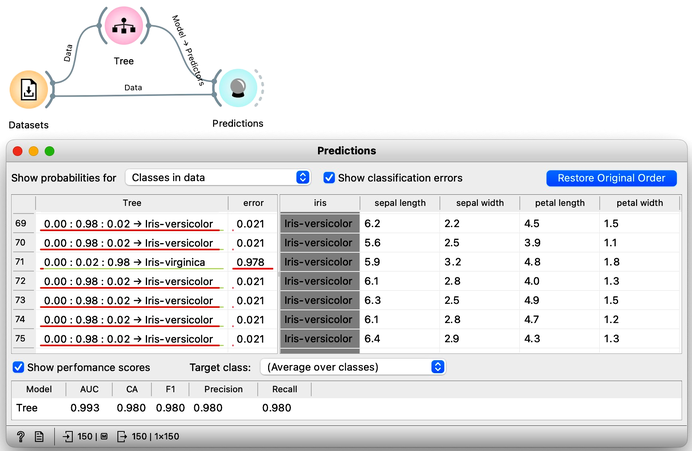 Data
Model → Predictors
Tree
Data
Datasets
Predictions
Predictions
Show probabilities for Classes in data Show classification errors Restore Original Order
Tree error iris sepal length sepal width petal length petal width
69 0.00 : 0.98 : 0.02 → Iris-versicolor 0.021 Iris-versicolor 6.2 2.2 4.5 1.5
70 0.00 : 0.98 : 0.02 → Iris-versicolor 0.021 Iris-versicolor 5.6 2.5 3.9 1.1
71 0.00 : 0.02 : 0.98 → Iris-virginica 0.978 Iris-versicolor 5.9 3.2 4.8 1.8
72 0.00 : 0.98 : 0.02 → Iris-versicolor 0.021 Iris-versicolor 6.1 2.8 4.0 1.3
73 0.00 : 0.98 : 0.02 → Iris-versicolor 0.021 Iris-versicolor 6.3 2.5 4.9 1.5
74 0.00 : 0.98 : 0.02 → Iris-versicolor 0.021 Iris-versicolor 6.1 2.8 4.7 1.2
75 0.00 : 0.98 : 0.02 → Iris-versicolor 0.021 Iris-versicolor 6.4 2.9 4.3 1.3
Show perfomance scores Target class: (Average over classes)
Model AUC CA F1 Precision Recall
Tree 0.993 0.980 0.980 0.980 0.980
? 150 | 150 | 1×150